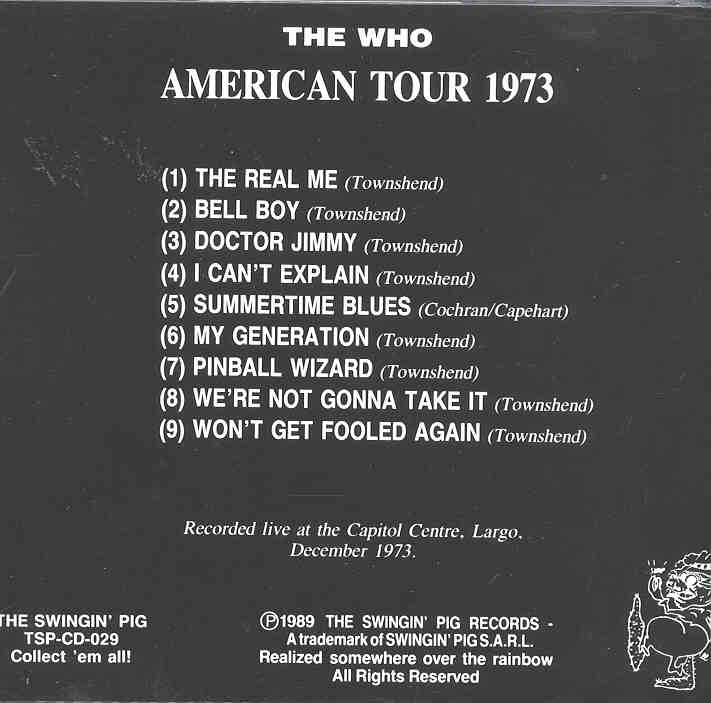 THE WHO
AMERICAN TOUR 1973
(1) THE REAL ME (Townshend)
(2) BELL BOY (Townshend)
(3) DOCTOR JIMMY (Townshend)
(4) I CAN'T EXPLAIN (Townshend)
(5) SUMMERTIME BLUES (Cochran/Capehart)
(6) MY GENERATION (Townshend)
(7) PINBALL WIZARD (Townshend)
(8) WE'RE NOT GONNA TAKE IT (Townshend)
(9) WON'T GET FOOLED AGAIN (Townshend)
Recorded live at the Capitol Centre, Largo,
December 1973.
THE SWINGIN' PIG
TSP-CD-029
Collect 'em all!
Ⓟ1989 THE SWINGIN' PIG RECORDS -
A trademark of SWINGIN' PIG S.A.R.L.
Realized somewhere over the rainbow
All Rights Reserved